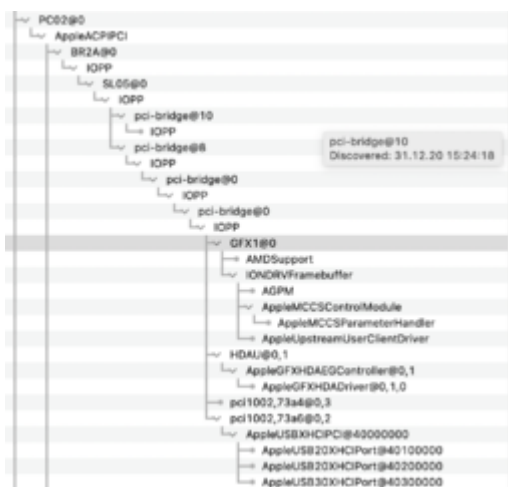 PC02@0
AppleACPIPCI
BR2A@0
IOPP
SL05@0
IOPP
pci-bridge@10
IOPP
pci-bridge@8
IOPP
pci-bridge@0
IOPP
pci-bridge@0
IOPP
GFX1@0
AMDSupport
IONDRVFramebuffer
AGPM
AppleMCCSControlModule
AppleMCCSParameterHandler
AppleUpstreamUserClientDriver
HDAU@0,1
AppleGFXHDAEGController@0,1
AppleGFXHDADriver@0,1,0
pci1002,73a4@0,3
pci1002,73a6@0,2
AppleUSBXHCIPCI@40000000
AppleUSB20XHCIPort@40100000
AppleUSB20XHCIPort@40200000
AppleUSB30XHCIPort@40300000
pci-bridge@10
Discovered: 31.12.20 15:24:18